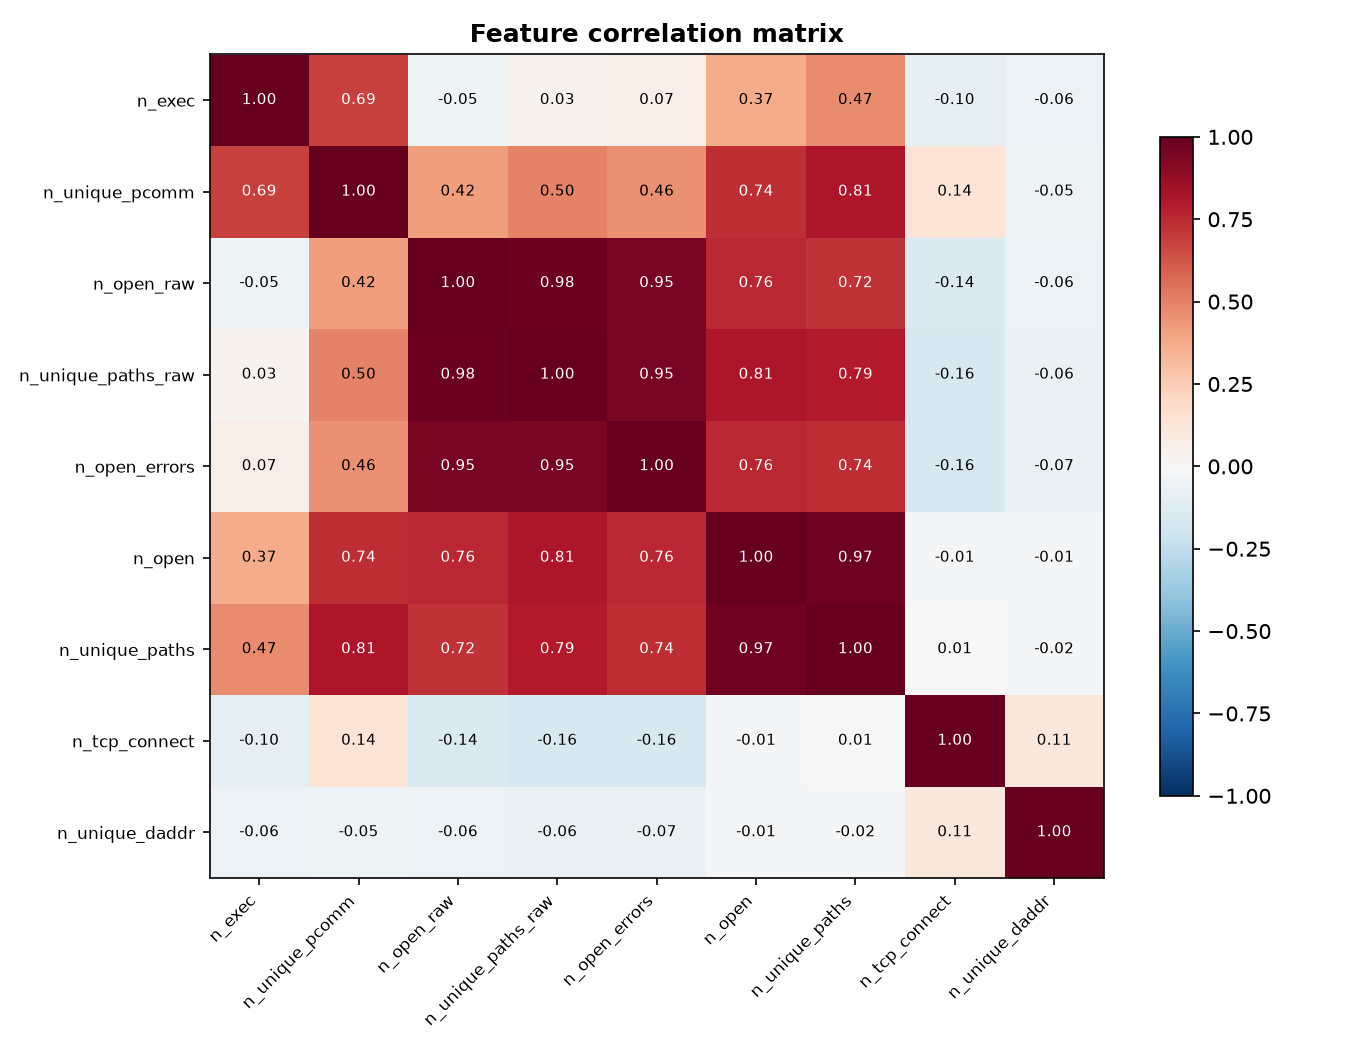 Feature correlation matrix
n_exec 1.00 0.69 -0.05 0.03 0.07 0.37 0.47 -0.10 -0.06
n_unique_pcomm 0.69 1.00 0.42 0.50 0.46 0.74 0.81 0.14 -0.05
n_open_raw -0.05 0.42 1.00 0.98 0.95 0.76 0.72 -0.14 -0.06
n_unique_paths_raw 0.03 0.50 0.98 1.00 0.95 0.81 0.79 -0.16 -0.06
n_open_errors 0.07 0.46 0.95 0.95 1.00 0.76 0.74 -0.16 -0.07
n_open 0.37 0.74 0.76 0.81 0.76 1.00 0.97 -0.01 -0.01
n_unique_paths 0.47 0.81 0.72 0.79 0.74 0.97 1.00 0.01 -0.02
n_tcp_connect -0.10 0.14 -0.14 -0.16 -0.16 -0.01 0.01 1.00 0.11
n_unique_daddr -0.06 -0.05 -0.06 -0.06 -0.07 -0.01 -0.02 0.11 1.00
n_exec n_unique_pcomm n_open_raw n_unique_paths_raw n_open_errors n_open n_unique_paths n_tcp_connect n_unique_daddr
1.00
0.75
0.50
0.25
0.00
−0.25
−0.50
−0.75
−1.00